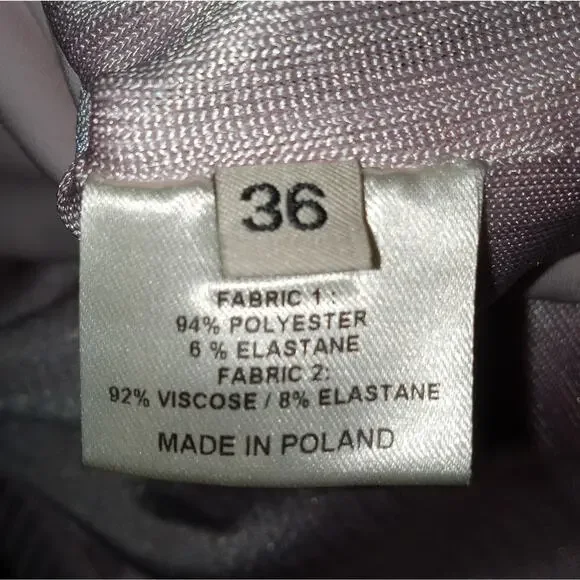 36
FABRIC 1 :
94% POLYESTER
6 % ELASTANE
FABRIC 2:
92% VISCOSE / 8% ELASTANE
MADE IN POLAND